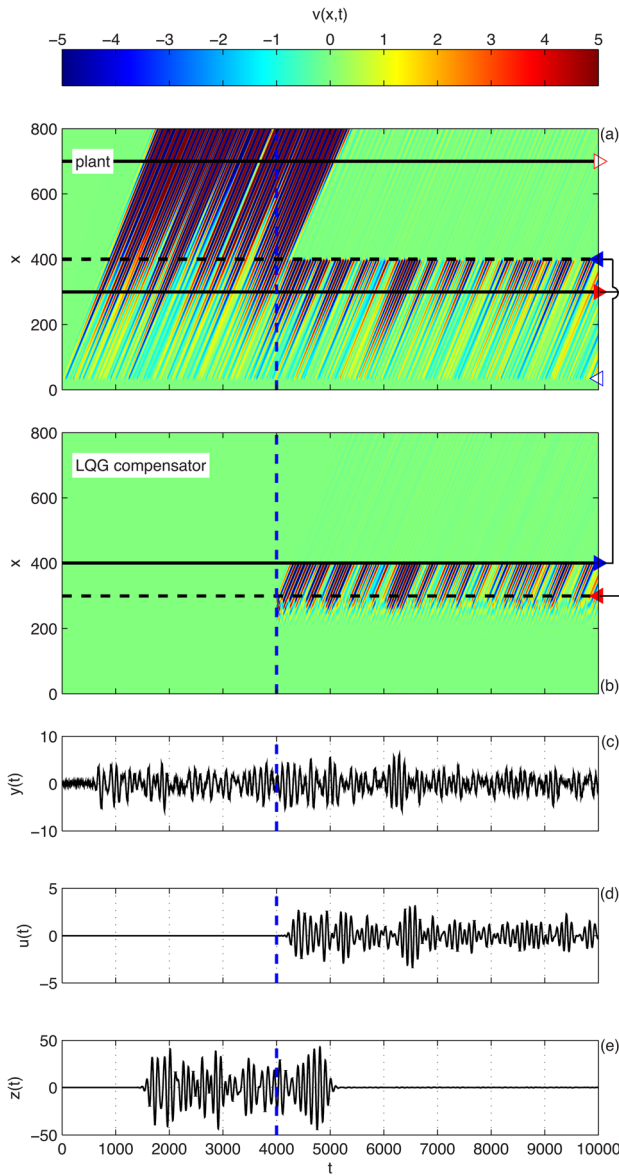 v(x,t)
−5 −4 −3 −2 −1 0 1 2 3 4 5
(a)
800
plant
600
x
400
200
0
800
LQG compensator
600
x
400
200
0
(b)
10
(c)
y(t)
0
−10
5
(d)
u(t)
0
−5
50
(e)
z(t)
0
−50
0 1000 2000 3000 4000 5000 6000 7000 8000 9000 10000
t